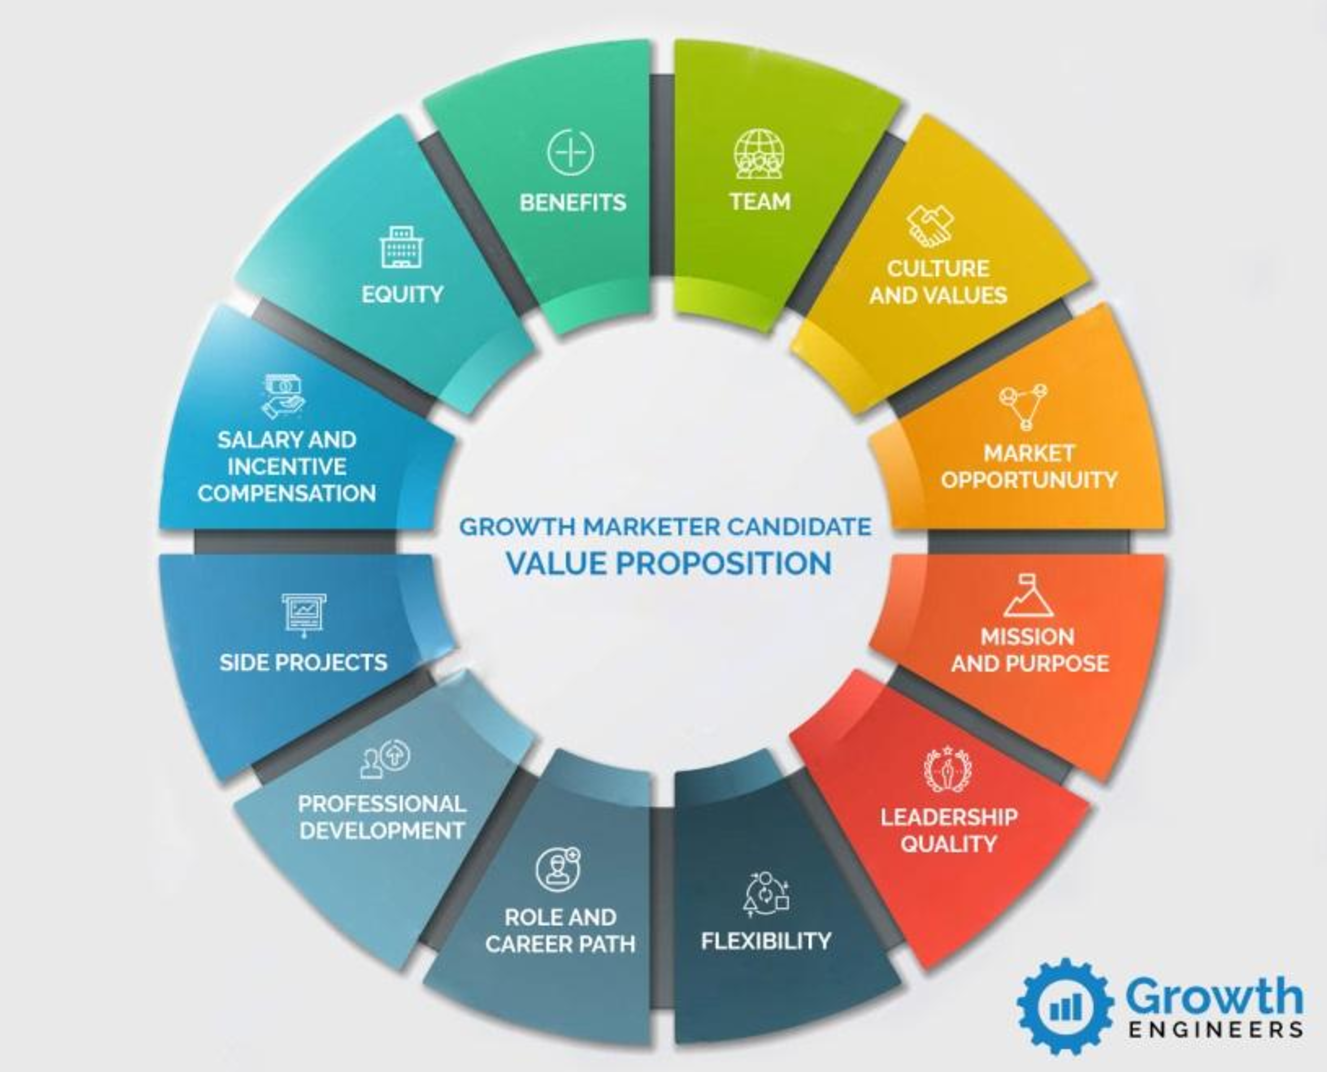 BENEFITS
TEAM
CULTURE
AND VALUES
MARKET
OPPORTUNUITY
MISSION
AND PURPOSE
LEADERSHIP
QUALITY
FLEXIBILITY
ROLE AND
CAREER PATH
PROFESSIONAL
DEVELOPMENT
SIDE PROJECTS
SALARY AND
INCENTIVE
COMPENSATION
EQUITY
GROWTH MARKETER CANDIDATE
VALUE PROPOSITION
Growth
ENGINEERS